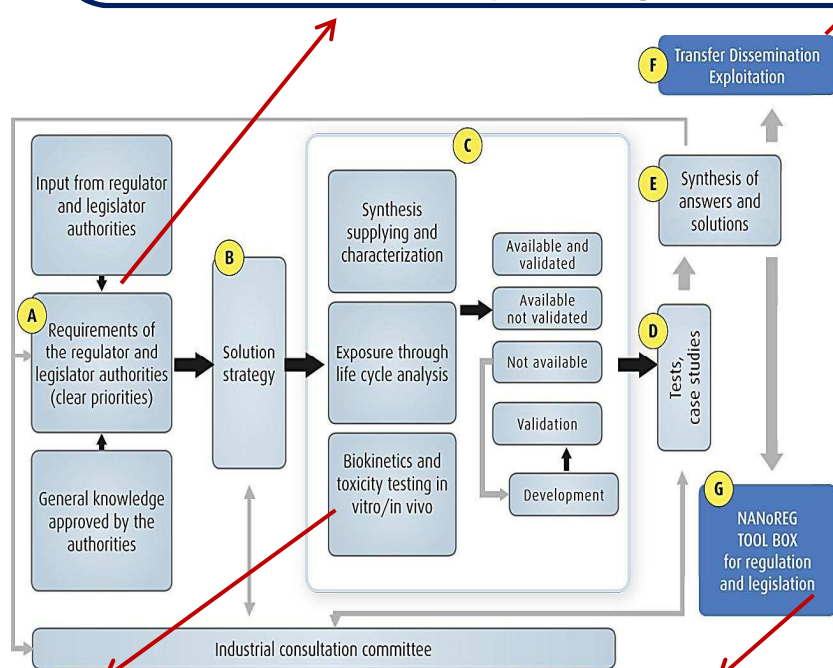 F
Transfer Dissemination
Exploitation
C
Input from regulator
and legislator
authorities
Synthesis
supplying and
characterization
E
Synthesis of
answers and
solutions
B
Available and
validated
A
Requirements of
the regulator and
legislator authorities
(clear priorities)
Solution
strategy
Exposure through
life cycle analysis
Available
not validated
Not available
D
Tests,
case studies
Validation
General knowledge
approved by the
authorities
Biokinetics and
toxicity testing in
vitro/in vivo
Development
G
NANoREG
TOOL BOX
for regulation
and legislation
Industrial consultation committee